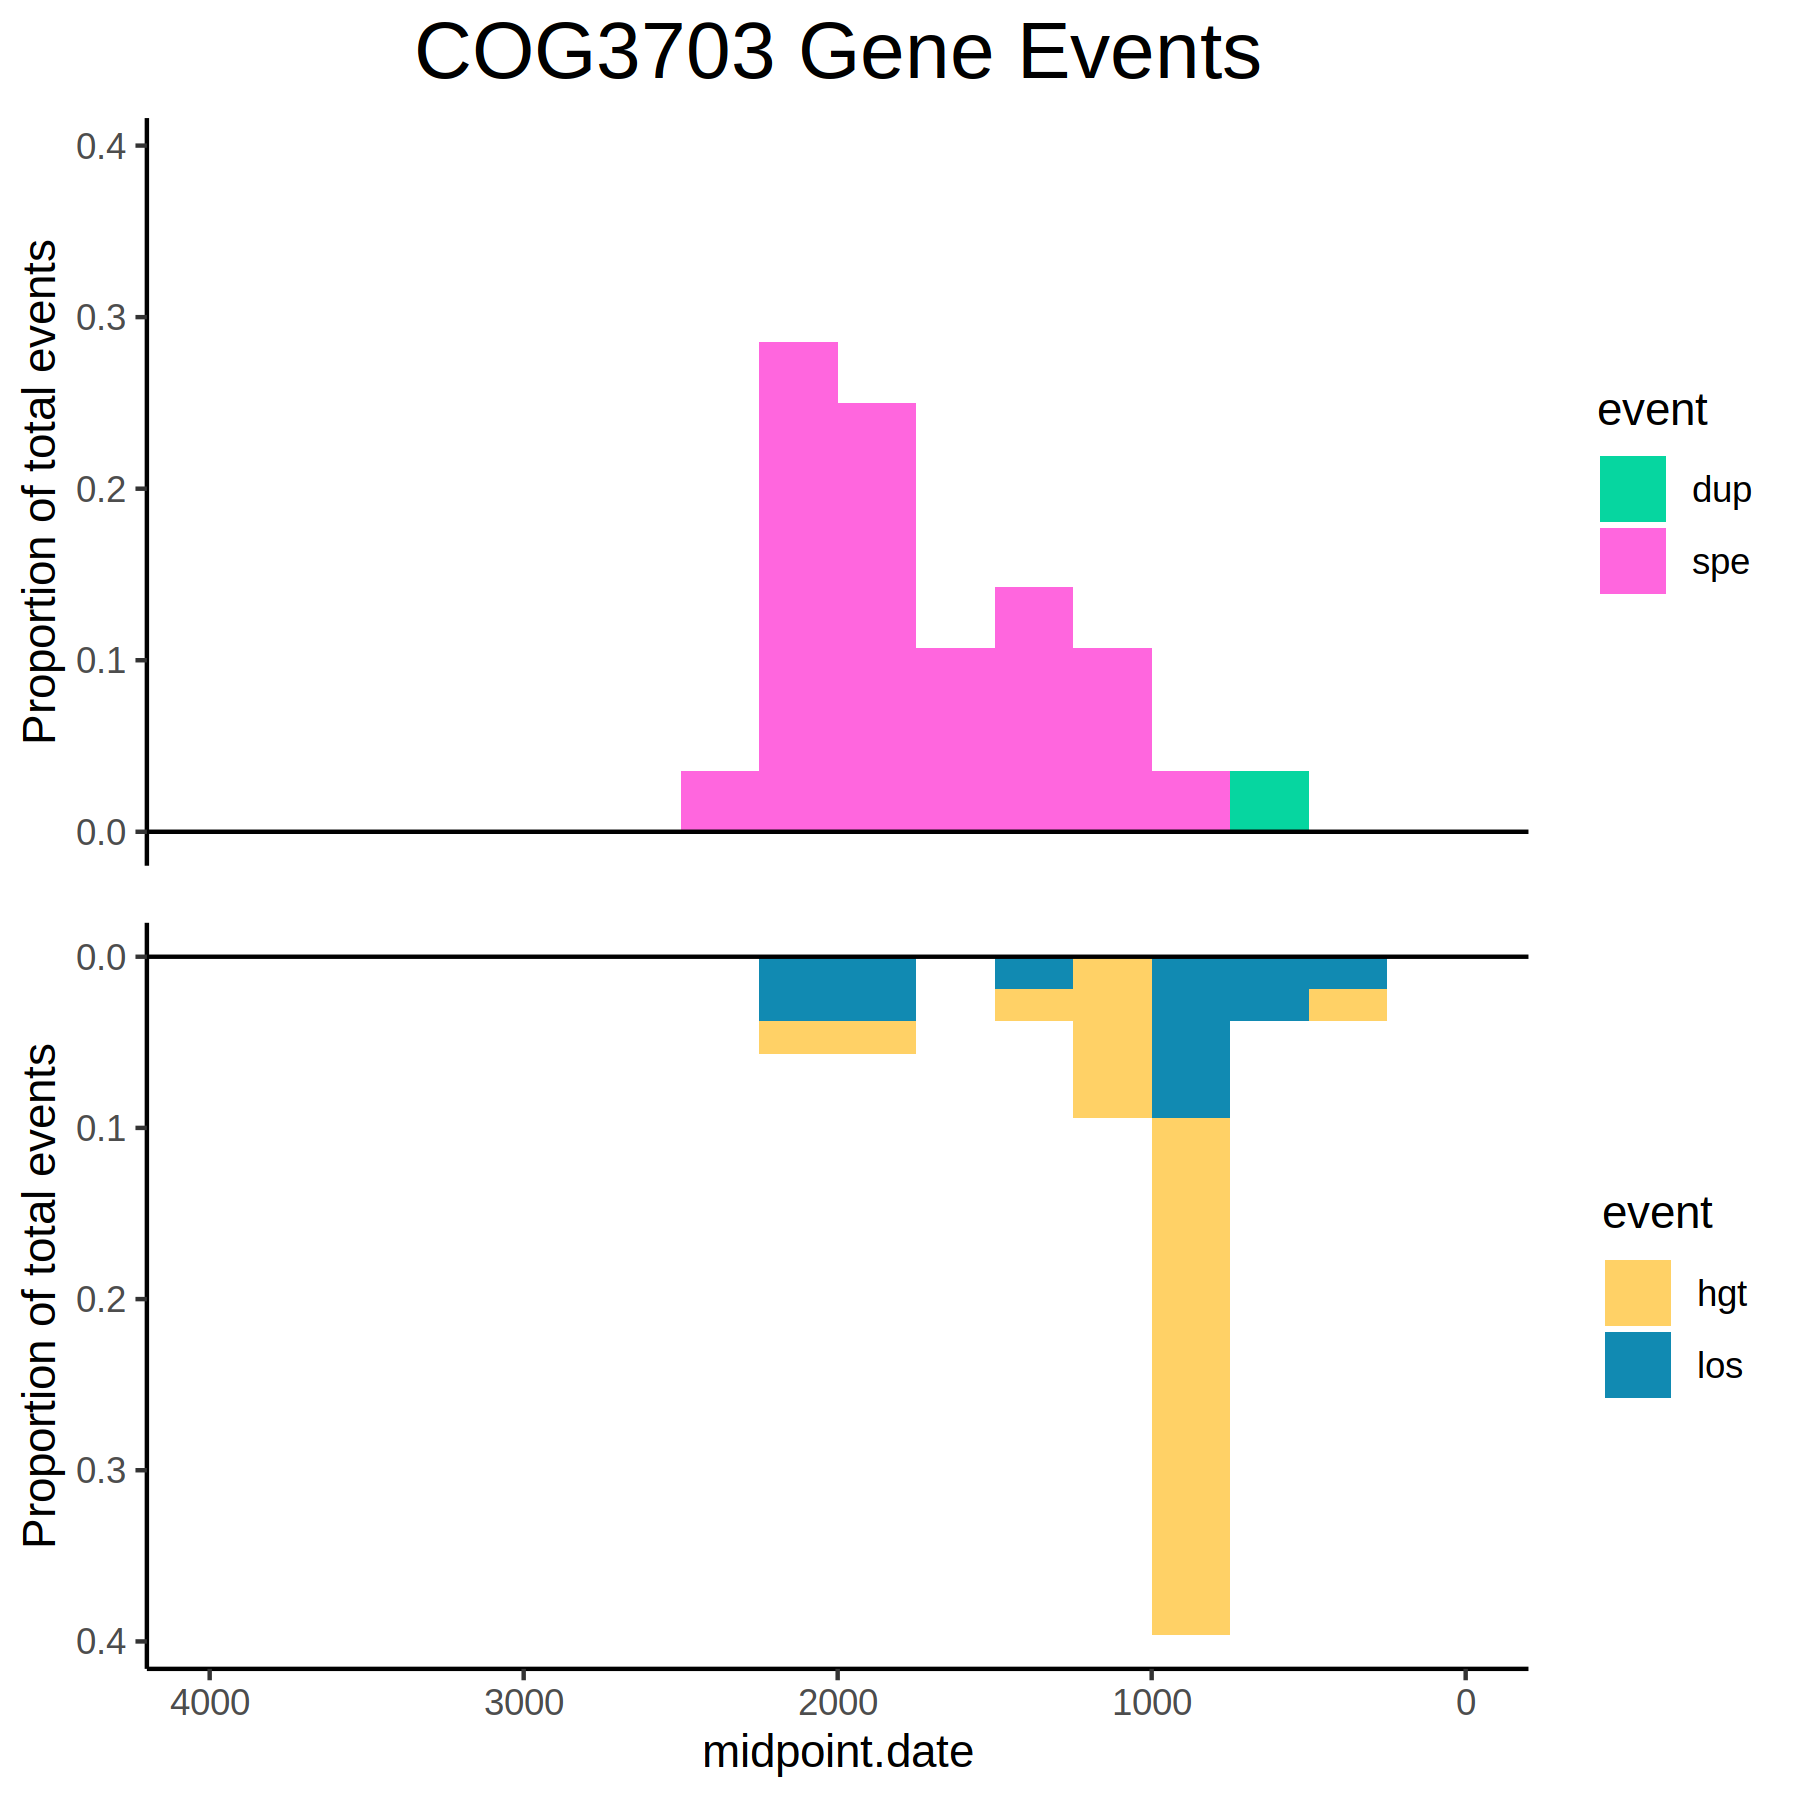 COG3703 Gene Events
Proportion of total events
0.4
0.3
0.2
0.1
0.0
event
dup
spe
Proportion of total events
0.0
0.1
0.2
0.3
0.4
event
hgt
los
4000 3000 2000 1000 0
midpoint.date